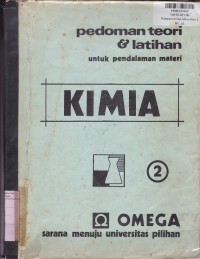 pedoman teori
& latihan
untuk pendalaman materi
KIMIA
2
Ω OMEGA
sarana menuju universitas pilihan